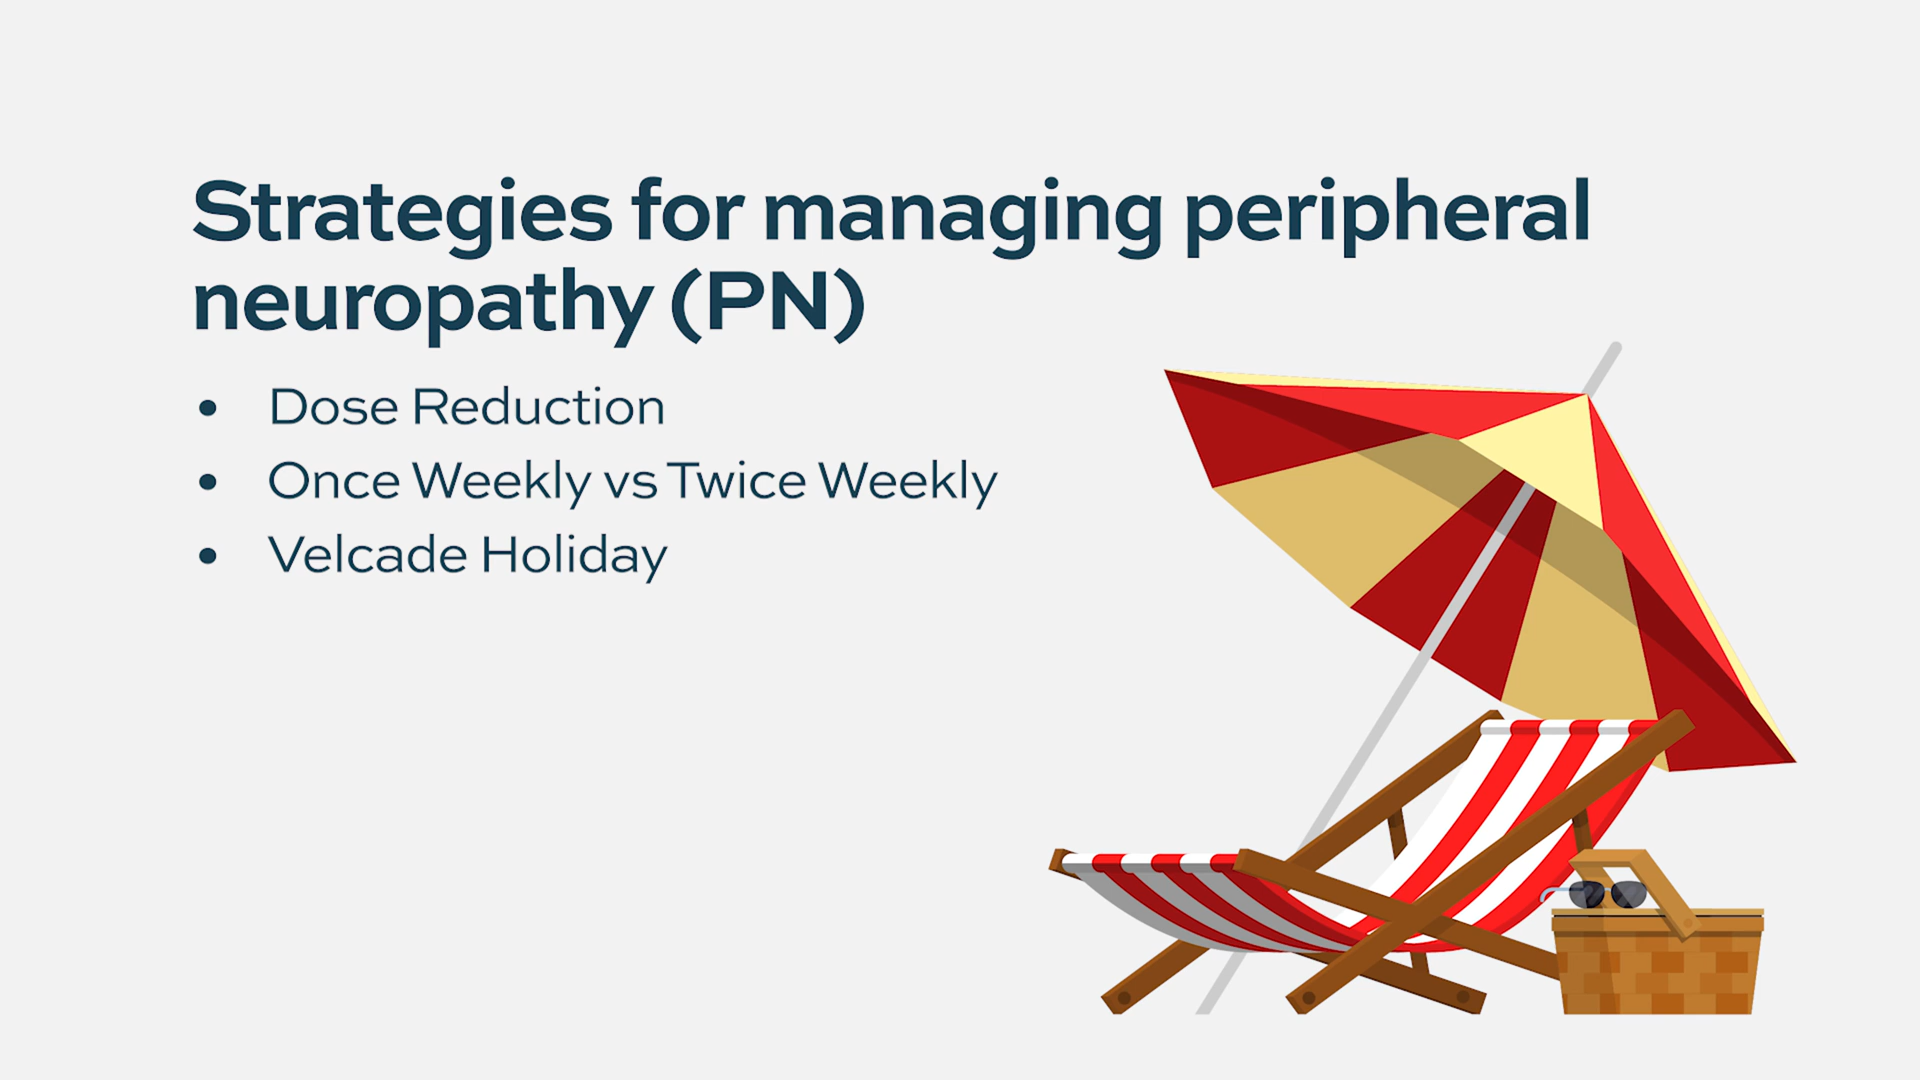 Strategies for managing peripheral
neuropathy (PN)
• Dose Reduction
• Once Weekly vs Twice Weekly
• Velcade Holiday